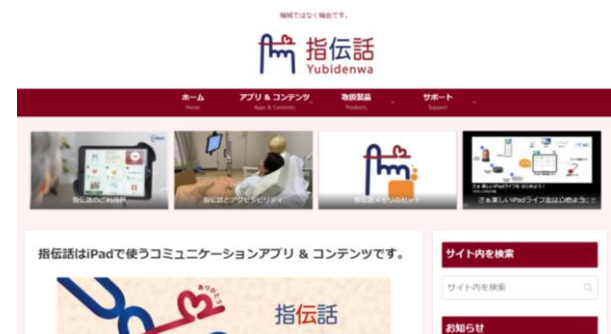 機械ではなく機会です。
指伝話
Yubidenwa
ホーム
Home
アプリ & コンテンツ
Apps & Contents
取扱製品
Products
サポート
Support
指伝話のご利用例
指伝話とアクセシビリティ
指伝話メモリのセット
さぁ楽しいiPadライフをはじめよう!
指伝話はiPadで使うコミュニケーションアプリ & コンテンツです。
ありがとう
指伝話
サイト内を検索
サイト内を検索
お知らせ